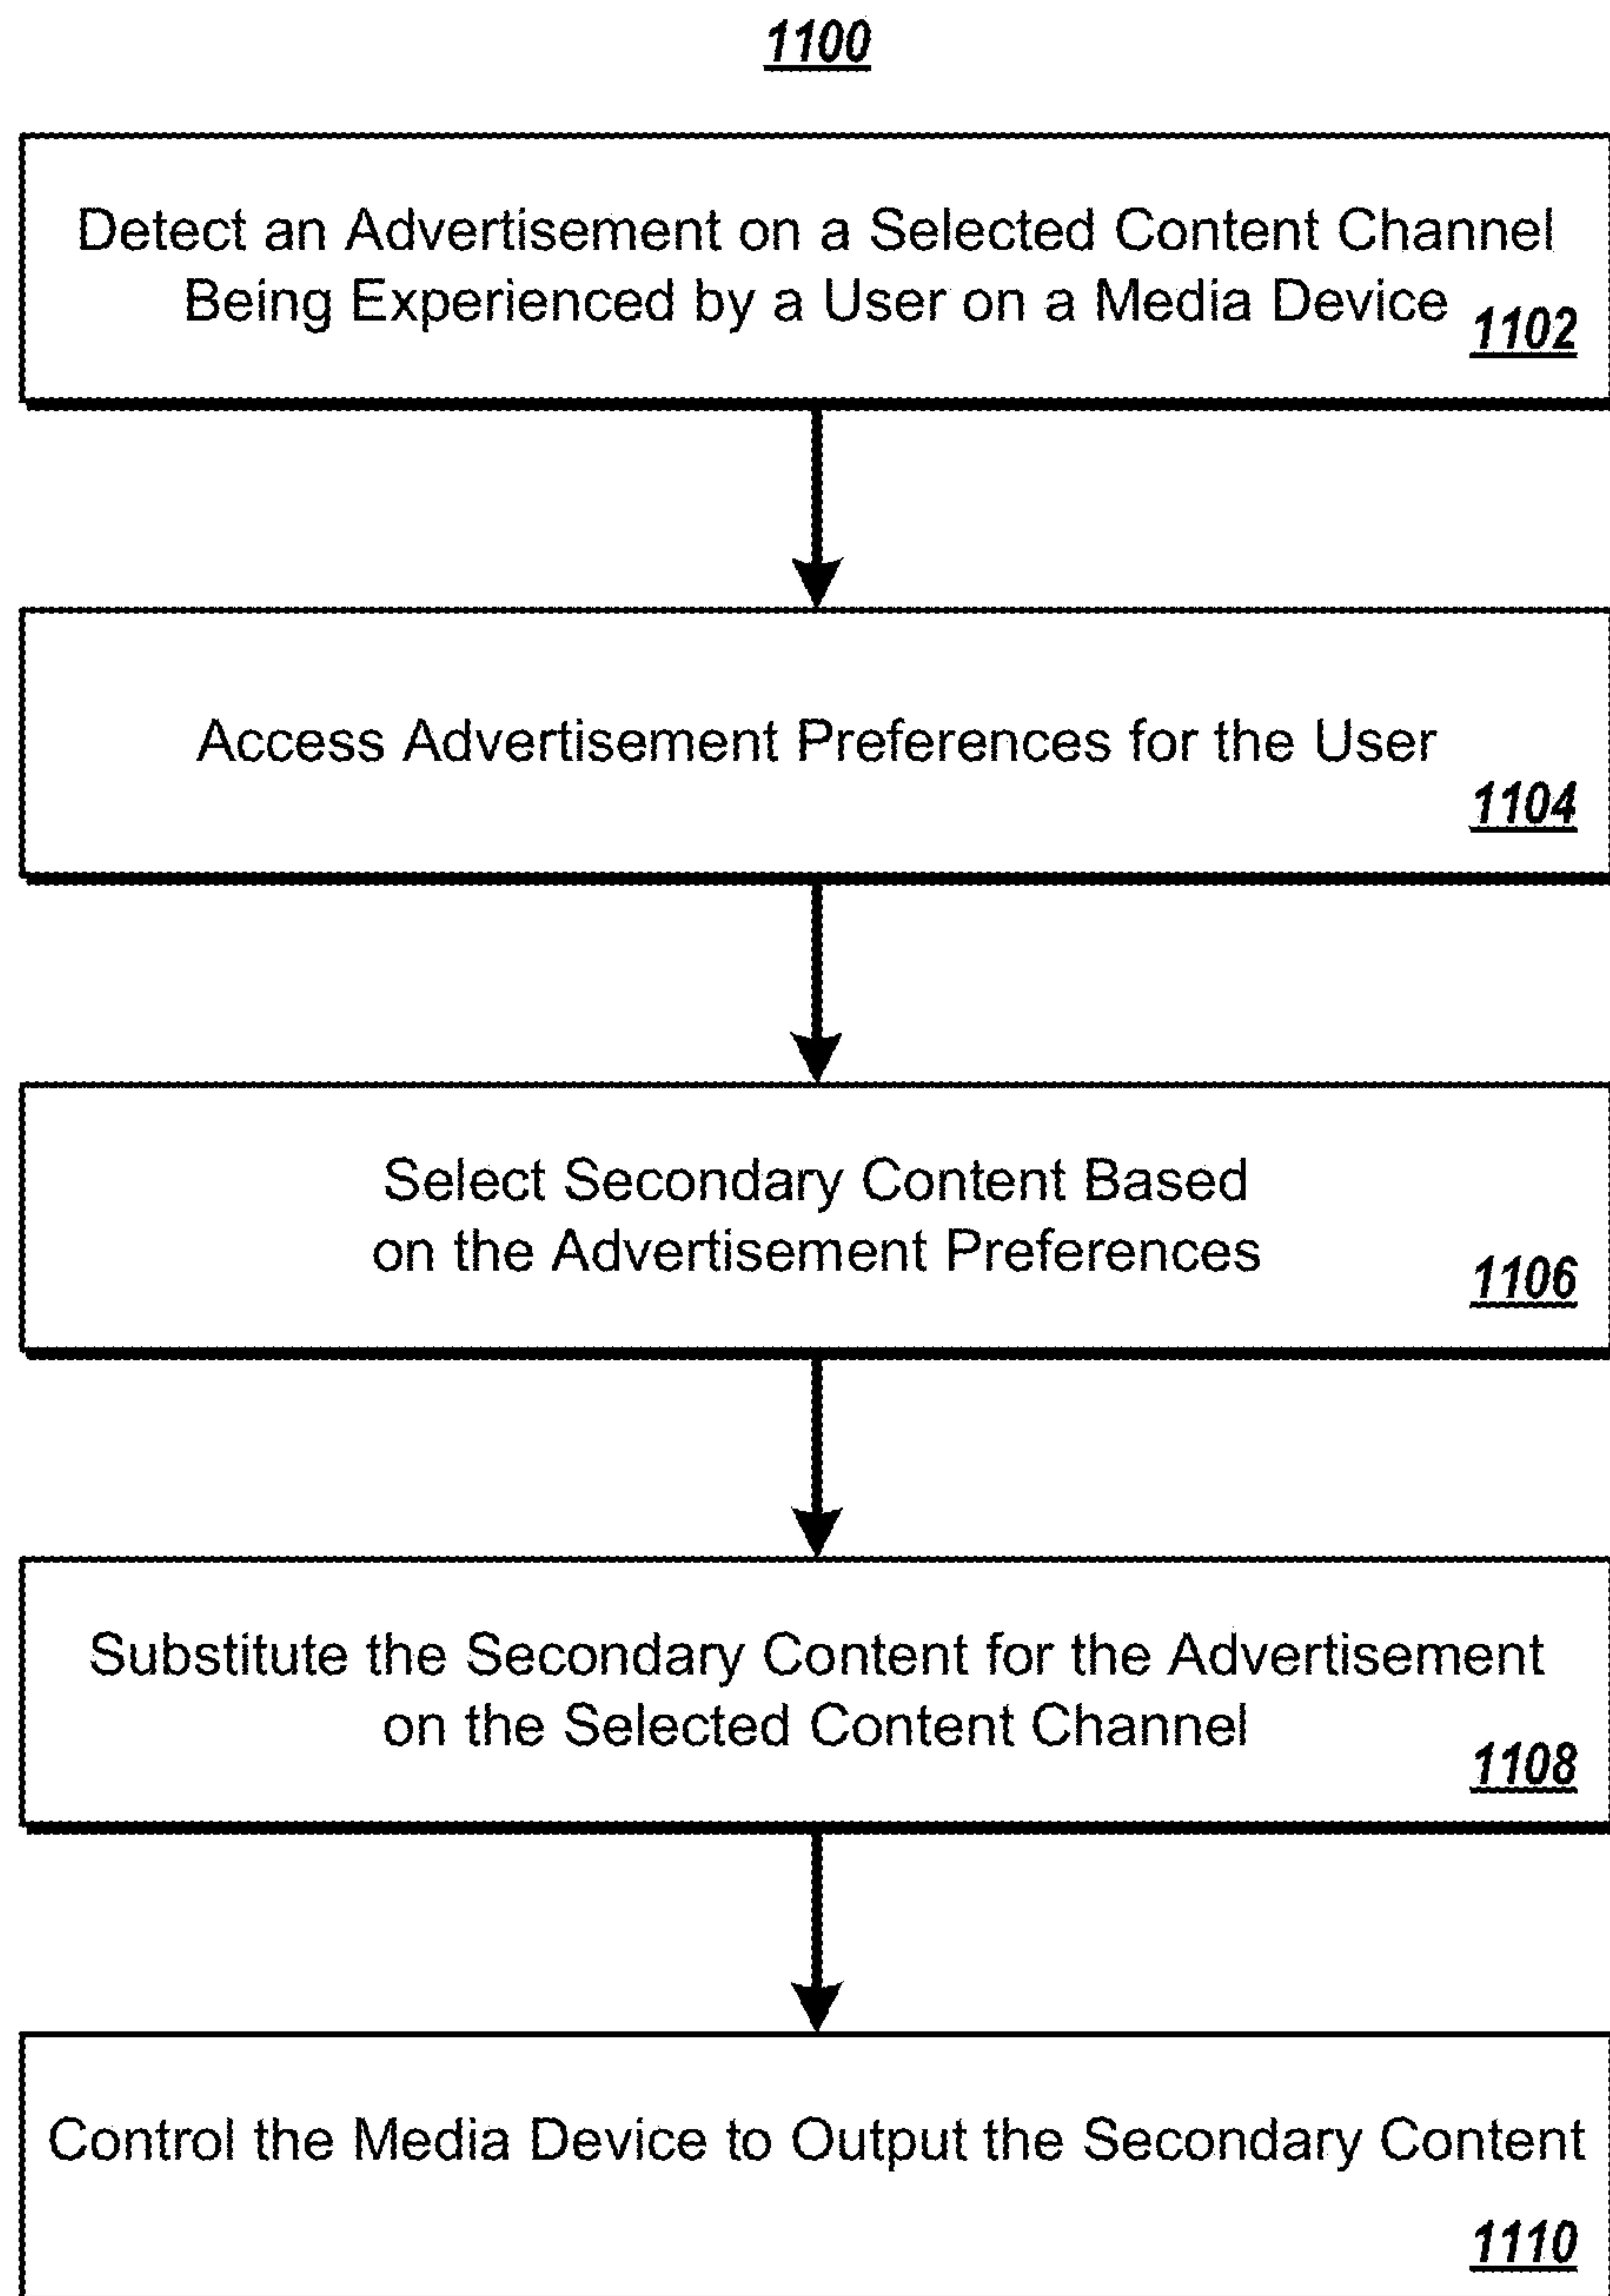 1100
Detect an Advertisement on a Selected Content Channel
Being Experienced by a User on a Media Device
1102
Access Advertisement Preferences for the User
1104
Select Secondary Content Based
on the Advertisement Preferences
1106
Substitute the Secondary Content for the Advertisement
on the Selected Content Channel
1108
Control the Media Device to Output the Secondary Content
1110